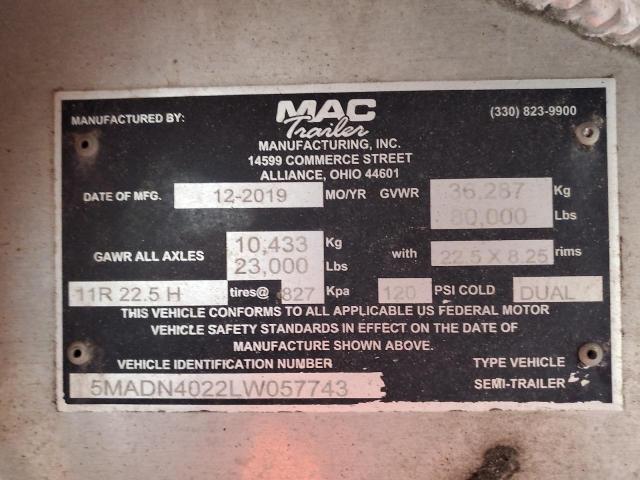 MANUFACTURED BY:
MAC
Trailer
(330) 823-9900
MANUFACTURING, INC.
14599 COMMERCE STREET
ALLIANCE, OHIO 44601
DATE OF MFG. 12-2019 MO/YR GVWR 36,287 Kg
80,000 Lbs
GAWR ALL AXLES 10,433 Kg
23,000 Lbs with 22.5 X 8.25 rims
11R 22.5 H tires@ 827 Kpa 120 PSI COLD DUAL
THIS VEHICLE CONFORMS TO ALL APPLICABLE US FEDERAL MOTOR
VEHICLE SAFETY STANDARDS IN EFFECT ON THE DATE OF
MANUFACTURE SHOWN ABOVE.
VEHICLE IDENTIFICATION NUMBER TYPE VEHICLE
5MADN4022LW057743 SEMI-TRAILER